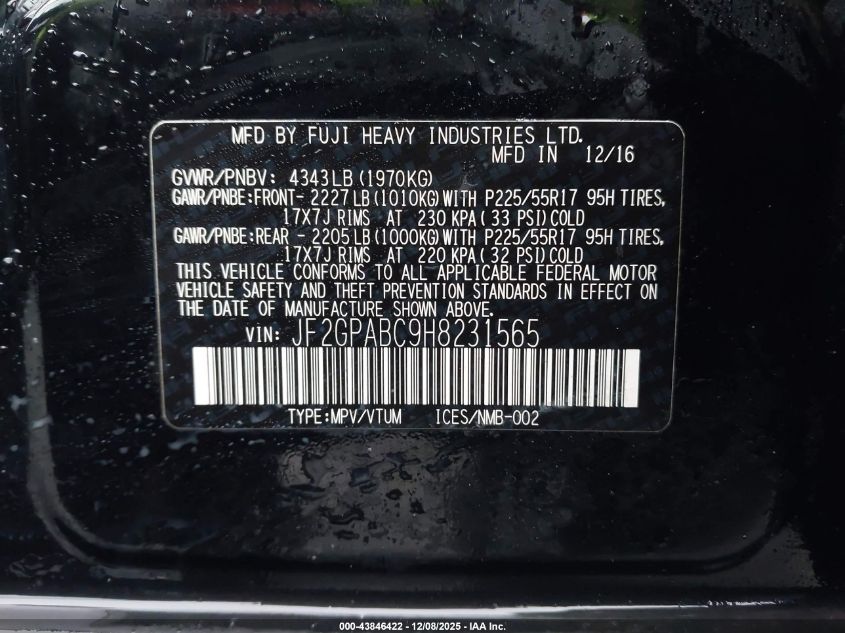 MFD BY FUJI HEAVY INDUSTRIES LTD.
MFD IN 12/16
GVWR/PNBV: 4343LB(1970KG)
GAWR/PNBE:FRONT- 2227LB(1010KG)WITH P225/55R17 95H TIRES,
17X7J RIMS AT 230 KPA( 33 PSI)COLD
GAWR/PNBE:REAR - 2205LB(1000KG)WITH P225/55R17 95H TIRES,
17X7J RIMS AT 220 KPA( 32 PSI)COLD
THIS VEHICLE CONFORMS TO ALL APPLICABLE FEDERAL MOTOR
VEHICLE SAFETY AND THEFT PREVENTION STANDARDS IN EFFECT ON
THE DATE OF MANUFACTURE SHOWN ABOVE.
VIN: JF2GPABC9H8231565
TYPE:MPV/VTUM ICES/NMB-002
000-43846422 - 12/08/2025 - IAA Inc.